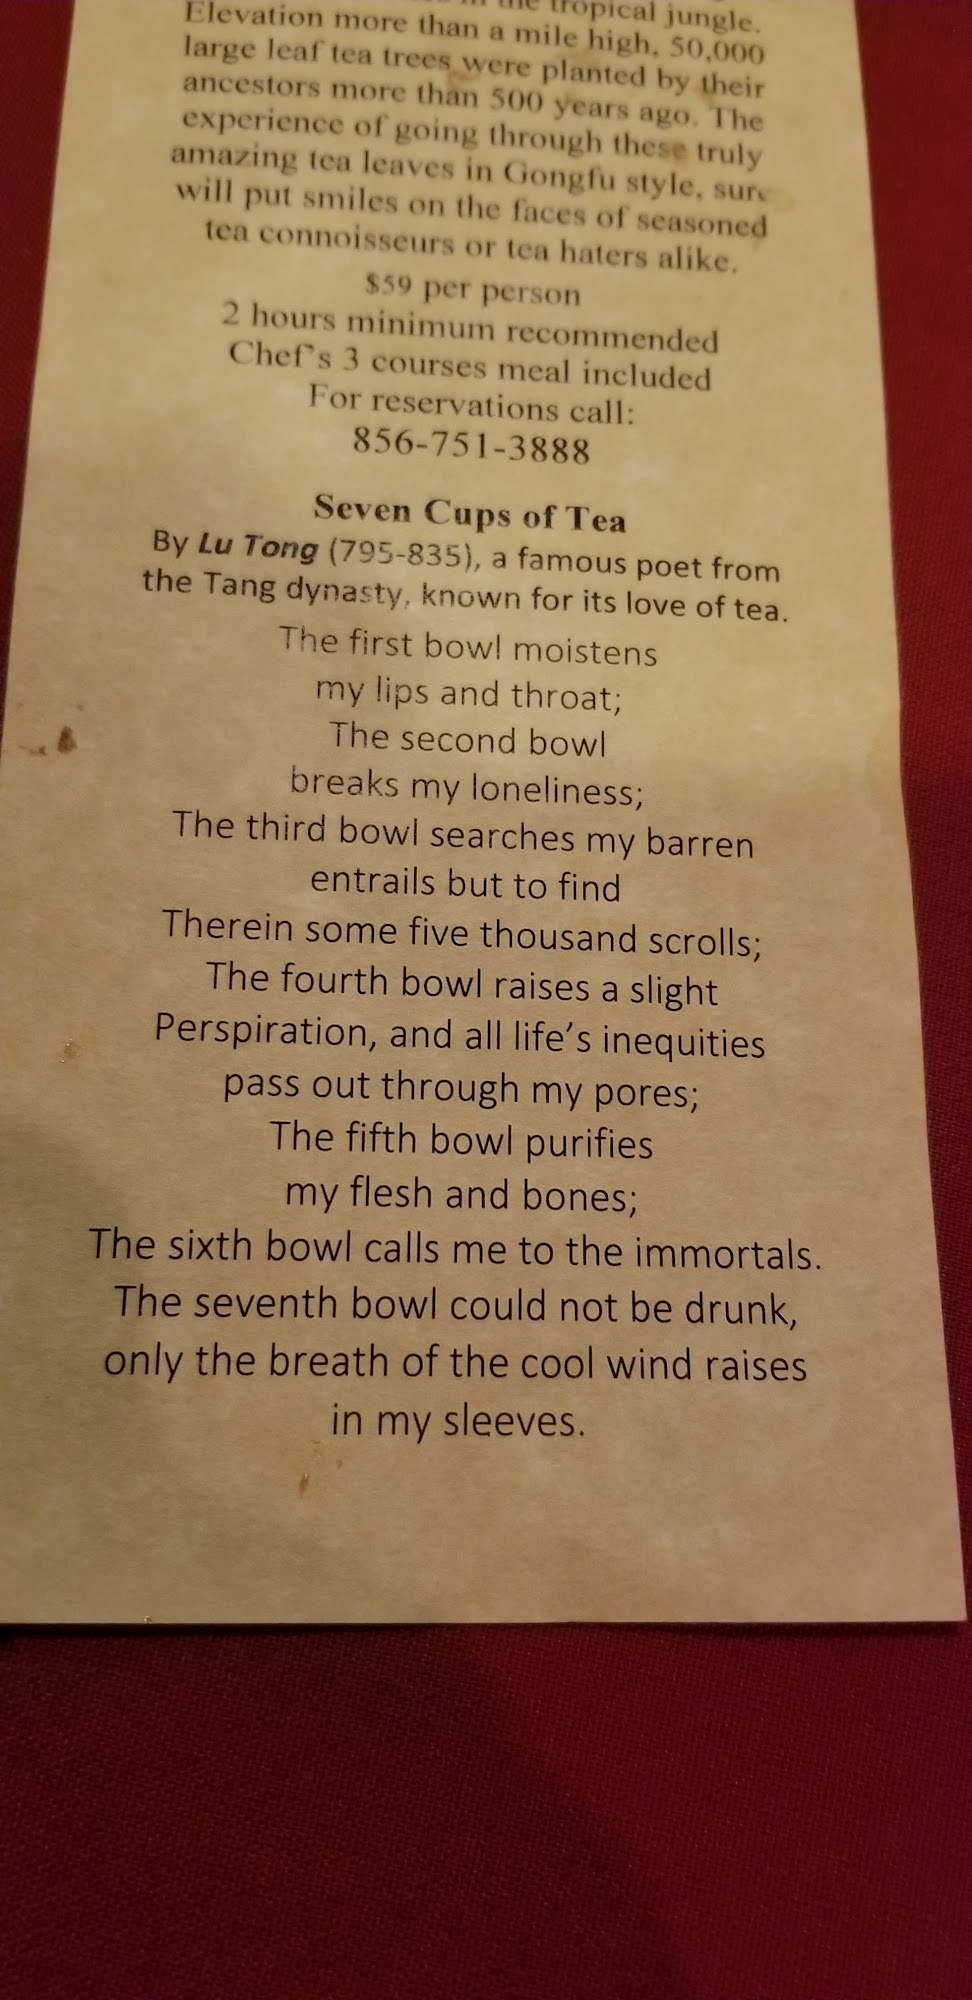 the tropical jungle.
Elevation more than a mile high, 50,000
large leaf tea trees were planted by their
ancestors more than 500 years ago. The
experience of going through these truly
amazing tea leaves in Gongfu style, sure
will put smiles on the faces of seasoned
tea connoisseurs or tea haters alike.
$59 per person
2 hours minimum recommended
Chef's 3 courses meal included
For reservations call:
856-751-3888
Seven Cups of Tea
By Lu Tong (795-835), a famous poet from
the Tang dynasty, known for its love of tea.
The first bowl moistens
my lips and throat;
The second bowl
breaks my loneliness;
The third bowl searches my barren
entrails but to find
Therein some five thousand scrolls;
The fourth bowl raises a slight
Perspiration, and all life's inequities
pass out through my pores;
The fifth bowl purifies
my flesh and bones;
The sixth bowl calls me to the immortals.
The seventh bowl could not be drunk,
only the breath of the cool wind raises
in my sleeves.